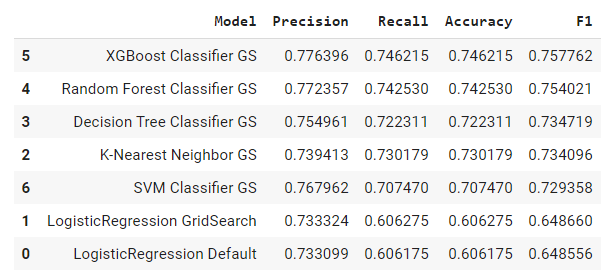 Model Precision Recall Accuracy F1
5 XGBoost Classifier GS 0.776396 0.746215 0.746215 0.757762
4 Random Forest Classifier GS 0.772357 0.742530 0.742530 0.754021
3 Decision Tree Classifier GS 0.754961 0.722311 0.722311 0.734719
2 K-Nearest Neighbor GS 0.739413 0.730179 0.730179 0.734096
6 SVM Classifier GS 0.767962 0.707470 0.707470 0.729358
1 LogisticRegression GridSearch 0.733324 0.606275 0.606275 0.648660
0 LogisticRegression Default 0.733099 0.606175 0.606175 0.648556